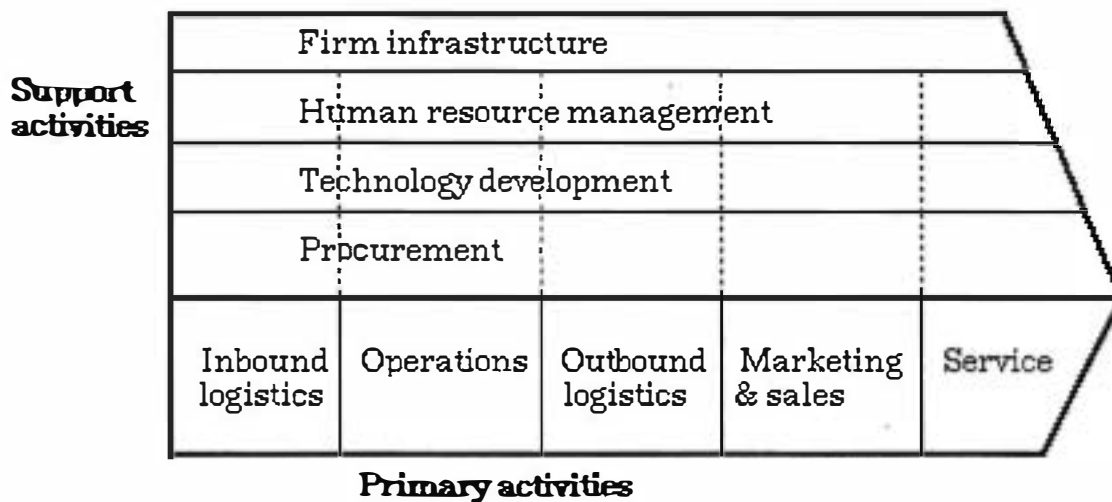 Firm infrastructure
Support
activities
Human resource management
Technology development
Procurement
Inbound
logistics
Operations
Outbound
logistics
Marketing
& sales
Service
Primary activities